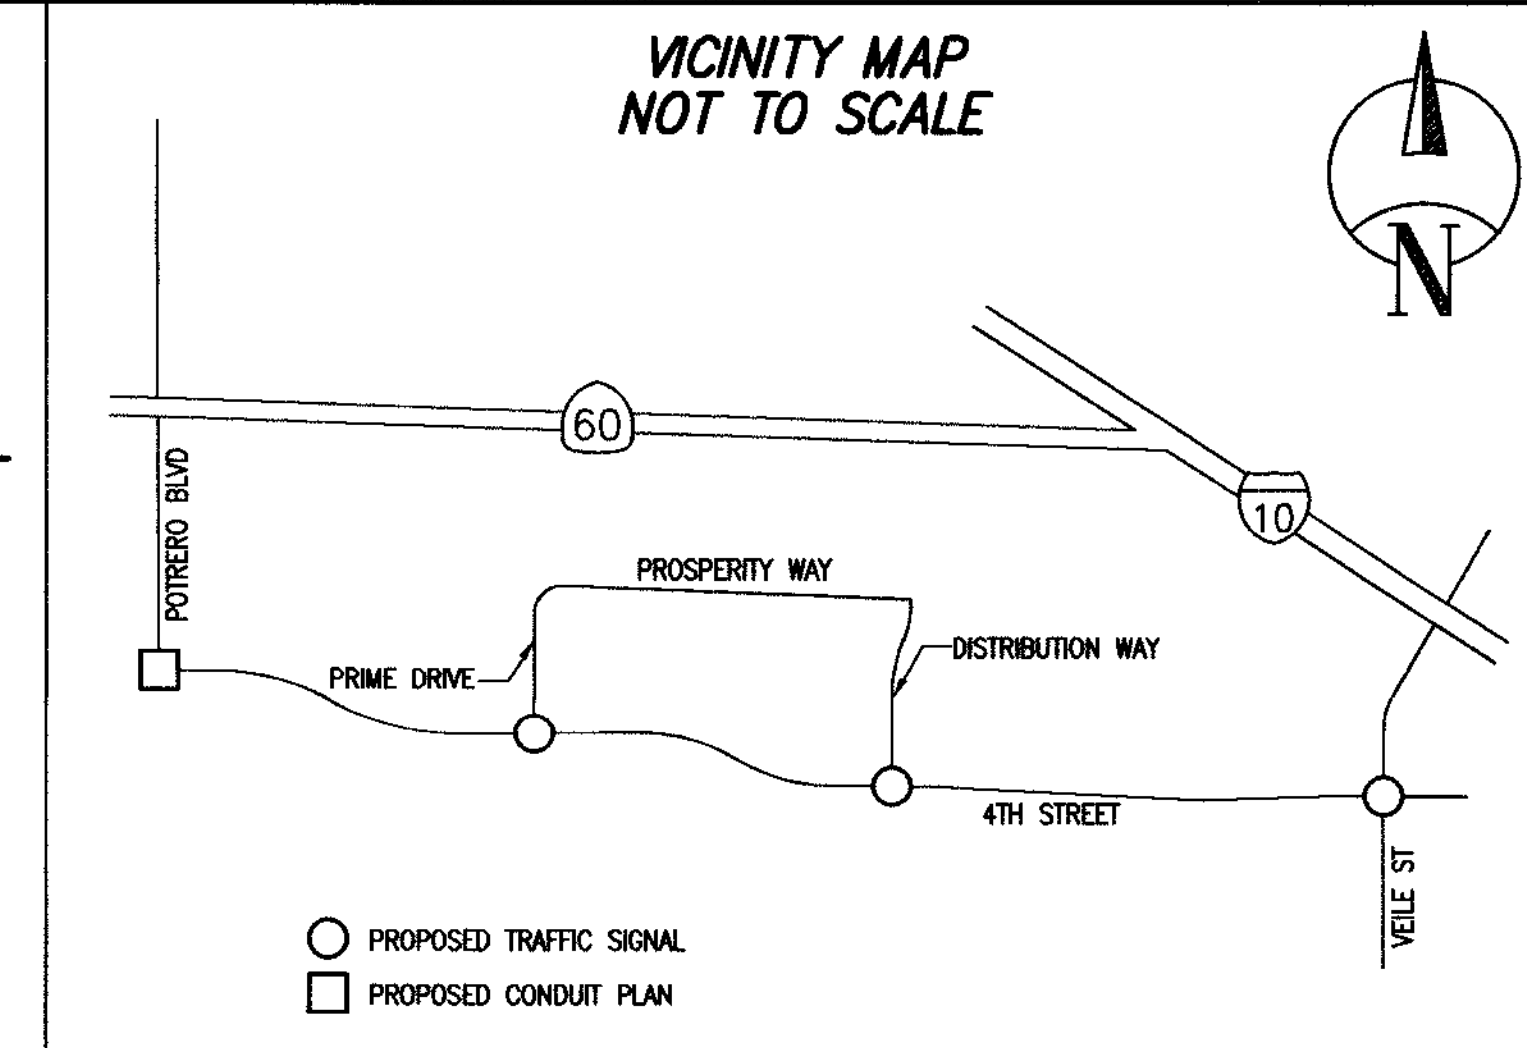 VICINITY MAP
NOT TO SCALE
N
60
10
POTRERO BLVD
PROSPERITY WAY
DISTRIBUTION WAY
PRIME DRIVE
4TH STREET
VEILE ST
PROPOSED TRAFFIC SIGNAL
PROPOSED CONDUIT PLAN